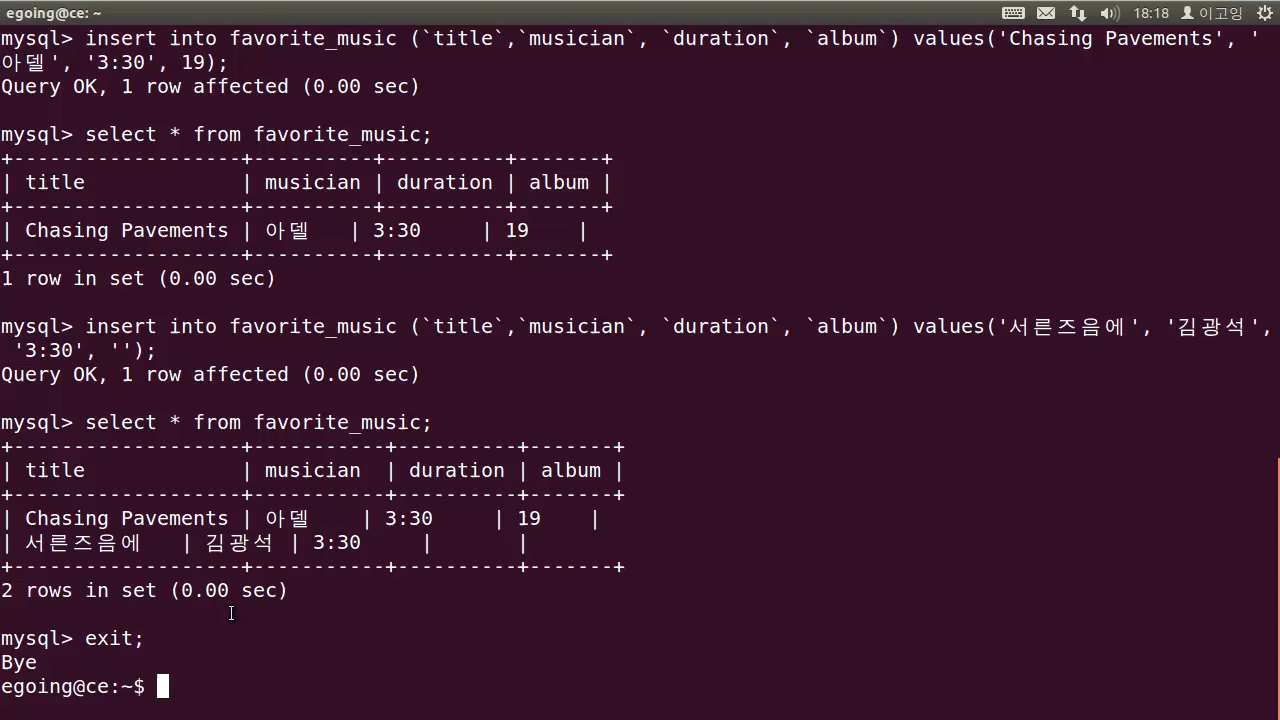 egoing@ce: ~ 18:18 이고잉
mysql> insert into favorite_music (`title`,`musician`, `duration`, `album`) values('Chasing Pavements', '
아델', '3:30', 19);
Query OK, 1 row affected (0.00 sec)
mysql> select * from favorite_music;
+-------------------+----------+----------+-------+
| title             | musician | duration | album |
+-------------------+----------+----------+-------+
| Chasing Pavements | 아델   | 3:30     | 19    |
+-------------------+----------+----------+-------+
1 row in set (0.00 sec)
mysql> insert into favorite_music (`title`,`musician`, `duration`, `album`) values('서른즈음에', '김광석',
 '3:30', '');
Query OK, 1 row affected (0.00 sec)
mysql> select * from favorite_music;
+-------------------+-----------+----------+-------+
| title             | musician  | duration | album |
+-------------------+-----------+----------+-------+
| Chasing Pavements | 아델    | 3:30     | 19    |
| 서른즈음에   | 김광석 | 3:30     |       |
+-------------------+-----------+----------+-------+
2 rows in set (0.00 sec)
mysql> exit;
Bye
egoing@ce:~$